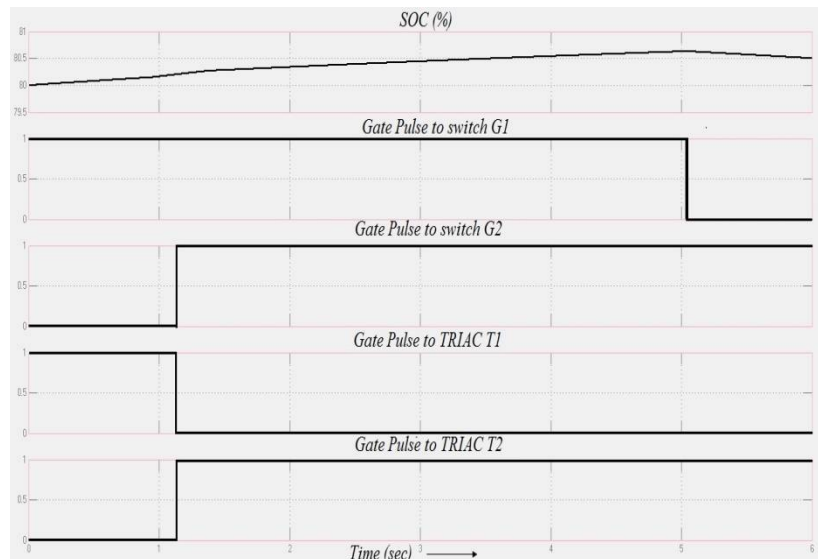 SOC (%)
81
80.5
80
79.5
Gate Pulse to switch G1
1
0.5
0
Gate Pulse to switch G2
1
0.5
0
Gate Pulse to TRIAC T1
1
0.5
0
Gate Pulse to TRIAC T2
1
0.5
0
0 1 2 3 4 5 6
Time (sec)